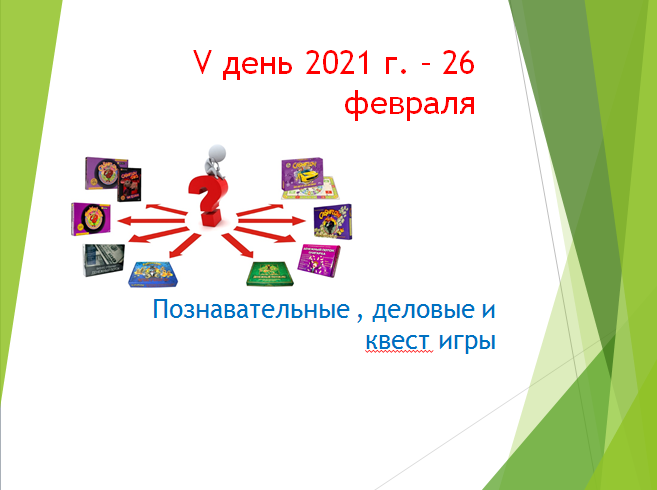 V день 2021 г. – 26
февраля
Познавательные , деловые и
квест игры